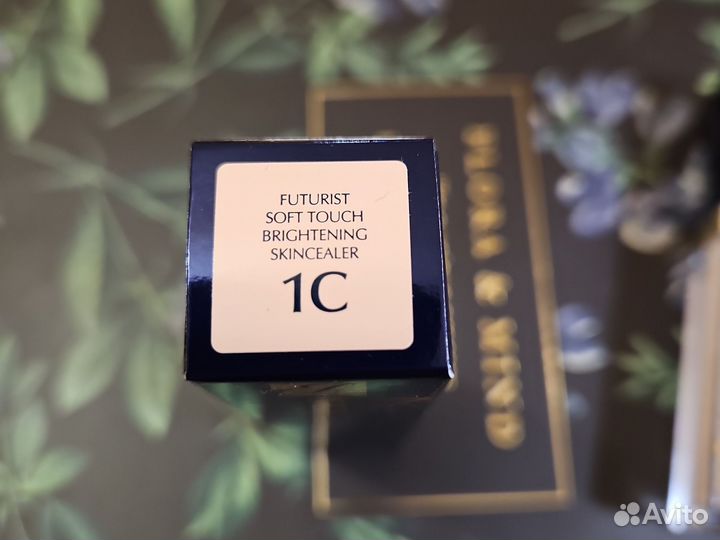 FUTURIST
SOFT TOUCH
BRIGHTENING
SKINCEALER
1C
Avito